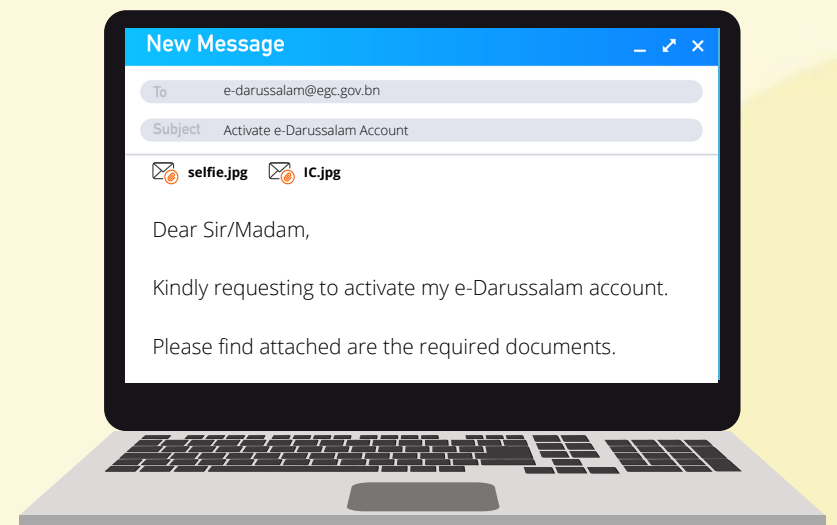 New Message
To e-darussalam@egc.gov.bn
Subject Activate e-Darussalam Account
selfie.jpg IC.jpg
Dear Sir/Madam,
Kindly requesting to activate my e-Darussalam account.
Please find attached are the required documents.